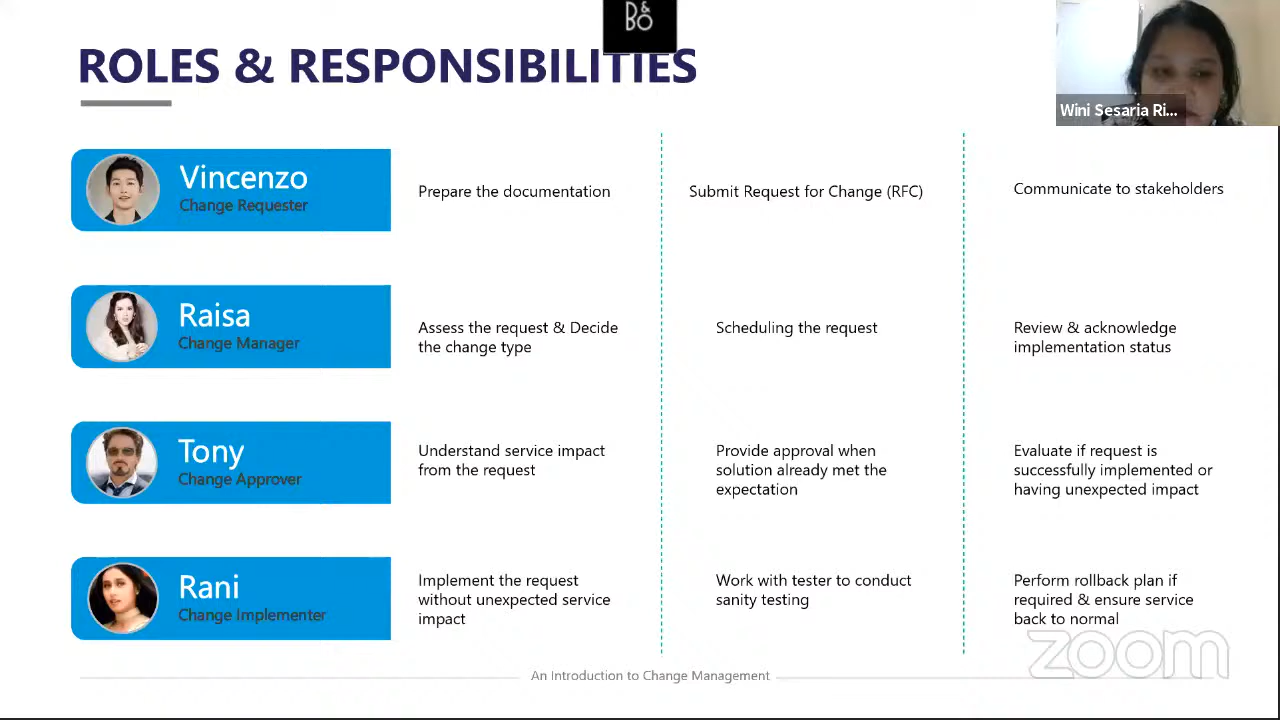 B&O
ROLES & RESPONSIBILITIES
Wini Sesaria Ri...
Vincenzo
Change Requester
Prepare the documentation
Submit Request for Change (RFC)
Communicate to stakeholders
Raisa
Change Manager
Assess the request & Decide
the change type
Scheduling the request
Review & acknowledge
implementation status
Tony
Change Approver
Understand service impact
from the request
Provide approval when
solution already met the
expectation
Evaluate if request is
successfully implemented or
having unexpected impact
Rani
Change Implementer
Implement the request
without unexpected service
impact
Work with tester to conduct
sanity testing
Perform rollback plan if
required & ensure service
back to normal
zoom
An Introduction to Change Management